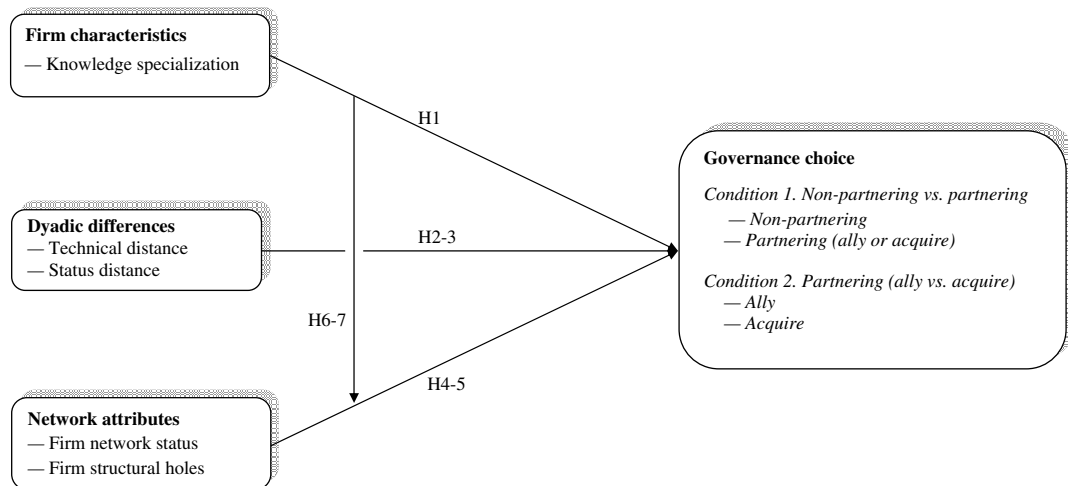 Firm characteristics
— Knowledge specialization
H1
Governance choice
Condition 1. Non-partnering vs. partnering
— Non-partnering
— Partnering (ally or acquire)
Condition 2. Partnering (ally vs. acquire)
— Ally
— Acquire
Dyadic differences
— Technical distance
— Status distance
H2-3
H6-7
H4-5
Network attributes
— Firm network status
— Firm structural holes